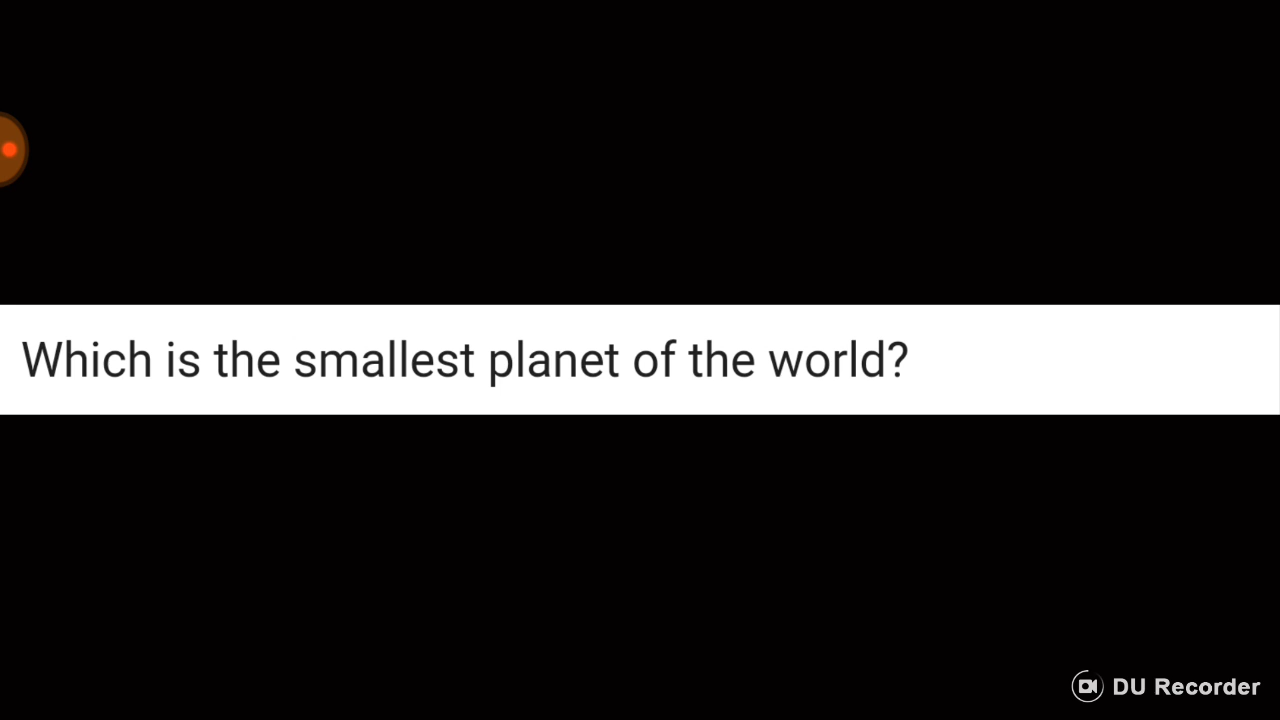 Which is the smallest planet of the world?
DU Recorder